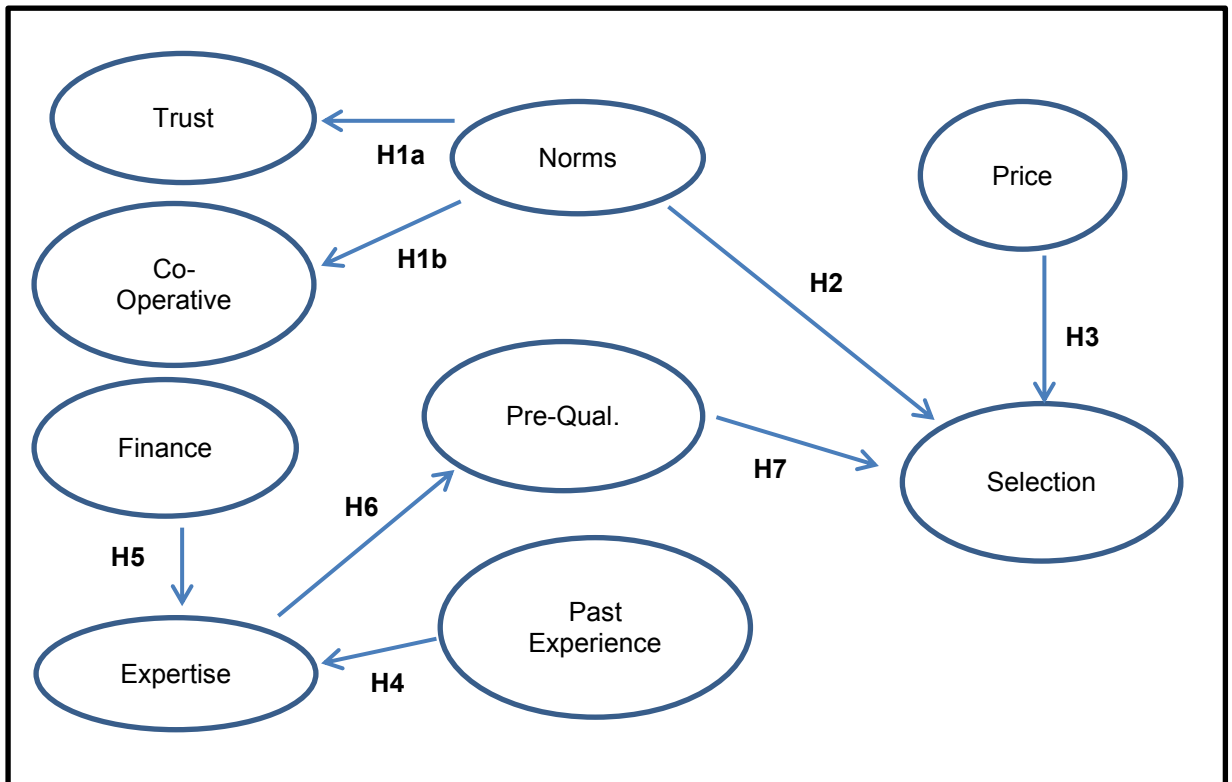 Trust
H1a
Norms
Price
Co-
Operative
H1b
H2
H3
Finance
Pre-Qual.
H7
Selection
H6
H5
Past
Experience
Expertise
H4